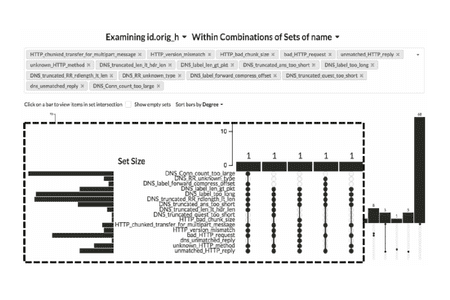 Examining id.orig_h ▾ Within Combinations of Sets of name ▾
HTTP_chunked_transfer_for_multipart_message × HTTP_version_mismatch × HTTP_bad_chunk_size × bad_HTTP_request × unmatched_HTTP_reply ×
unknown_HTTP_method × DNS_truncated_len_lt_hdr_len × DNS_label_len_gt_pkt × DNS_truncated_ans_too_short × DNS_label_too_long ×
DNS_truncated_RR_rdlength_lt_len × DNS_RR_unknown_type × DNS_label_forward_compress_offset × DNS_truncated_quest_too_short ×
dns_unmatched_reply × DNS_Conn_count_too_large ×
Click on a bar to view items in set intersection Show empty sets Sort bars by Degree ▾
10
0
1 1 1 1 1
Set Size
DNS_Conn_count_too_large
DNS_RR_unknown_type
DNS_label_forward_compress_offset
DNS_label_len_gt_pkt
DNS_label_too_long
DNS_truncated_RR_rdlength_lt_len
DNS_truncated_ans_too_short
DNS_truncated_len_lt_hdr_len
DNS_truncated_quest_too_short
HTTP_bad_chunk_size
HTTP_chunked_transfer_for_multipart_message
HTTP_version_mismatch
bad_HTTP_request
dns_unmatched_reply
unknown_HTTP_method
unmatched_HTTP_reply